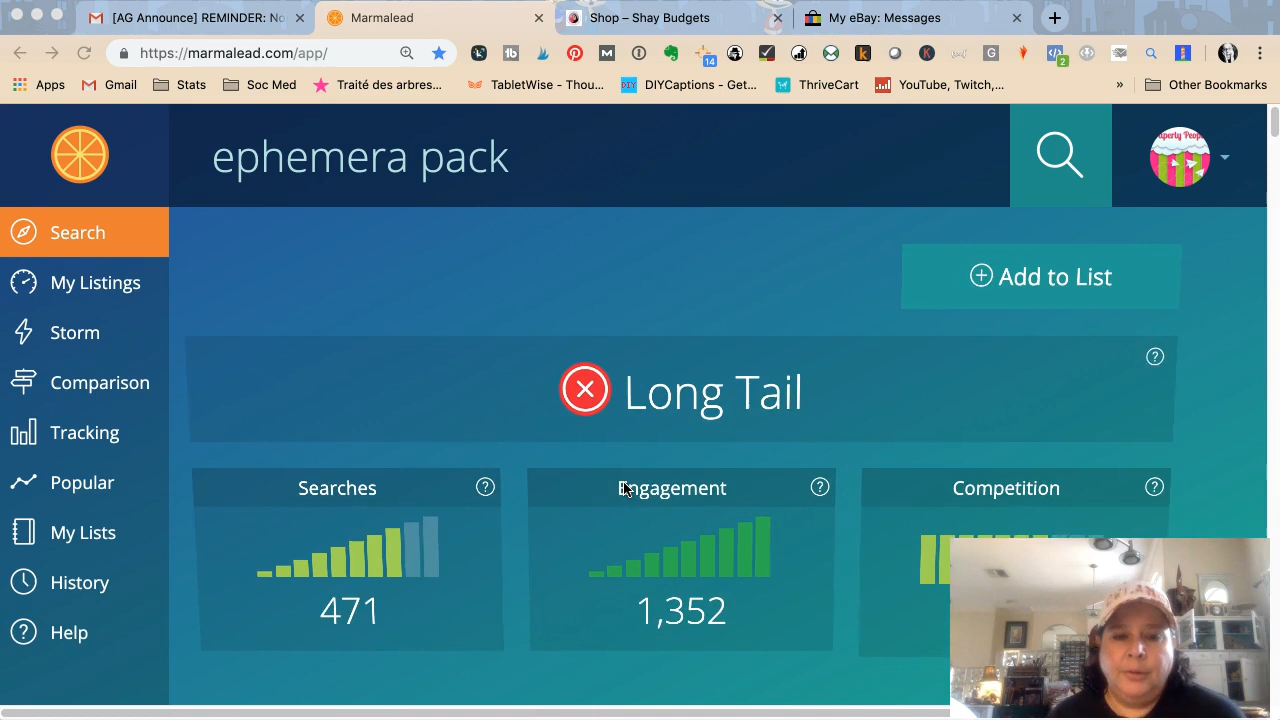 [AG Announce] REMINDER: No
Marmalead
Shop – Shay Budgets
My eBay: Messages
https://marmalead.com/app/
14
2
Apps
Gmail
Stats
Soc Med
Traité des arbres...
TabletWise - Thou...
DIYCaptions - Get...
ThriveCart
YouTube, Twitch,...
»
Other Bookmarks
ephemera pack
Search
My Listings
Storm
Comparison
Tracking
Popular
My Lists
History
Help
Add to List
Long Tail
Searches
Engagement
Competition
471
1,352